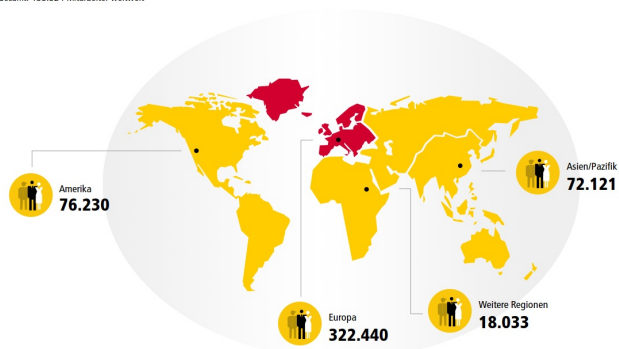 Amerika
76.230
Asien/Pazifik
72.121
Europa
322.440
Weitere Regionen
18.033